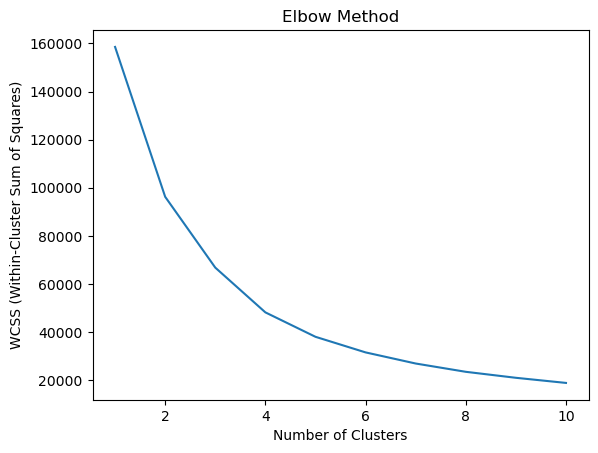 Elbow Method
WCSS (Within-Cluster Sum of Squares)
160000
140000
120000
100000
80000
60000
40000
20000
2 4 6 8 10
Number of Clusters